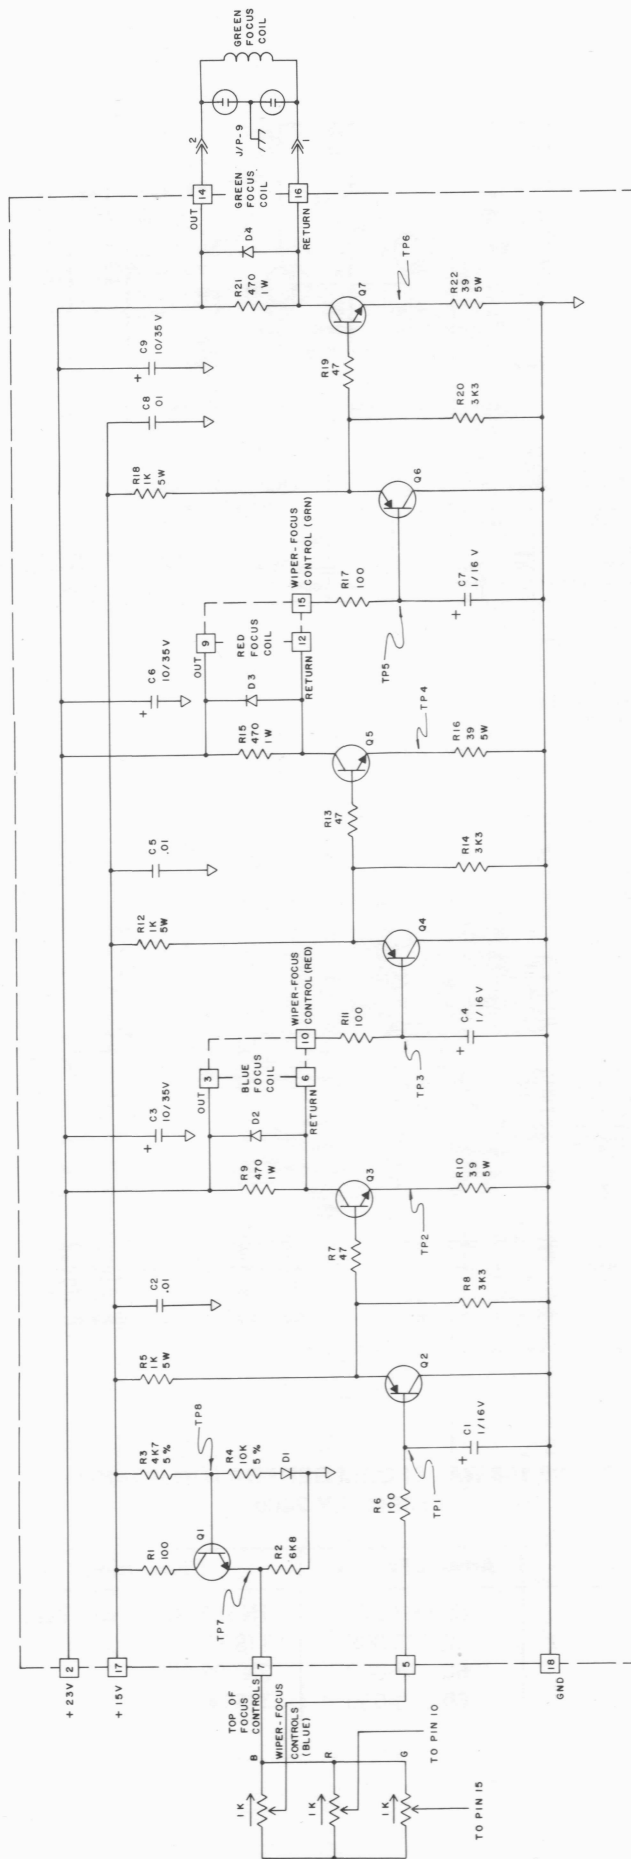 +23V
2
+15V
17
TOP OF
FOCUS
CONTROLS
7
WIPER-FOCUS
CONTROLS
(BLUE)
5
GND
18
B
R
G
1K
1K
1K
TO PIN 10
TO PIN 15
R1
100
Q1
TP7
R2
6K8
R3
4K7
5%
TP8
R4
10K
5%
D1
R5
1K
5W
C2
.01
R6
100
TP1
C1
+
1/16V
Q2
R7
47
R8
3K3
C3
10/35V
+
R9
470
1W
D2
OUT
3
BLUE
FOCUS
COIL
6
RETURN
Q3
TP2
R10
39
5W
WIPER-FOCUS
CONTROL (RED)
10
R11
100
TP3
C4
+
1/16V
Q4
R12
1K
5W
C5
.01
R13
47
R14
3K3
C6
10/35V
+
R15
470
1W
D3
OUT
9
RED
FOCUS
COIL
12
RETURN
Q5
TP4
R16
39
5W
WIPER-FOCUS
CONTROL (GRN)
15
R17
100
TP5
C7
+
1/16 V
Q6
R18
1K
5W
C8
.01
C9
10/35V
+
R19
47
R20
3K3
R21
470
1W
D4
OUT
14
GREEN
FOCUS
COIL
16
RETURN
Q7
TP6
R22
39
5W
2
J/P-9
1
GREEN
FOCUS
COIL